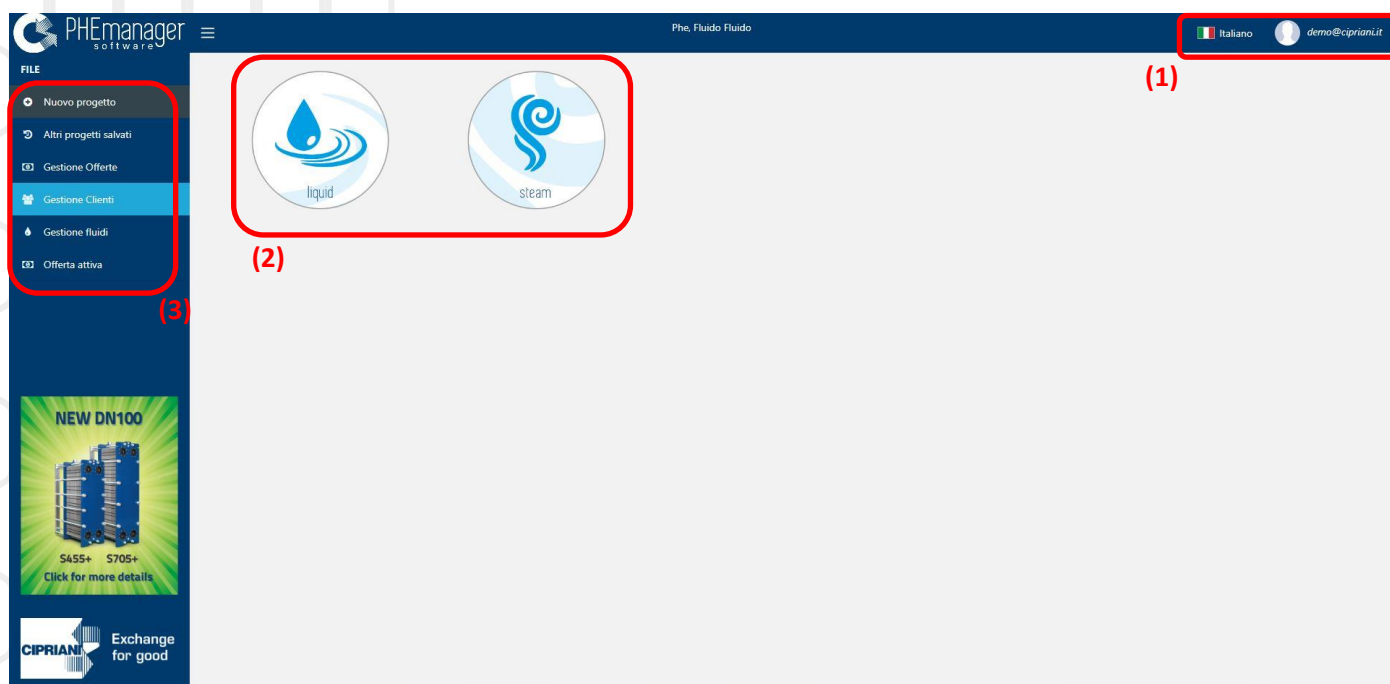 PHEmanager
software
Phe, Fluido Fluido
Italiano
demo@cipriani.it
(1)
FILE
Nuovo progetto
Altri progetti salvati
Gestione Offerte
Gestione Clienti
Gestione fluidi
Offerta attiva
(3)
liquid
steam
(2)
NEW DN100
S455+ S705+
Click for more details
CIPRIANI
Exchange
for good